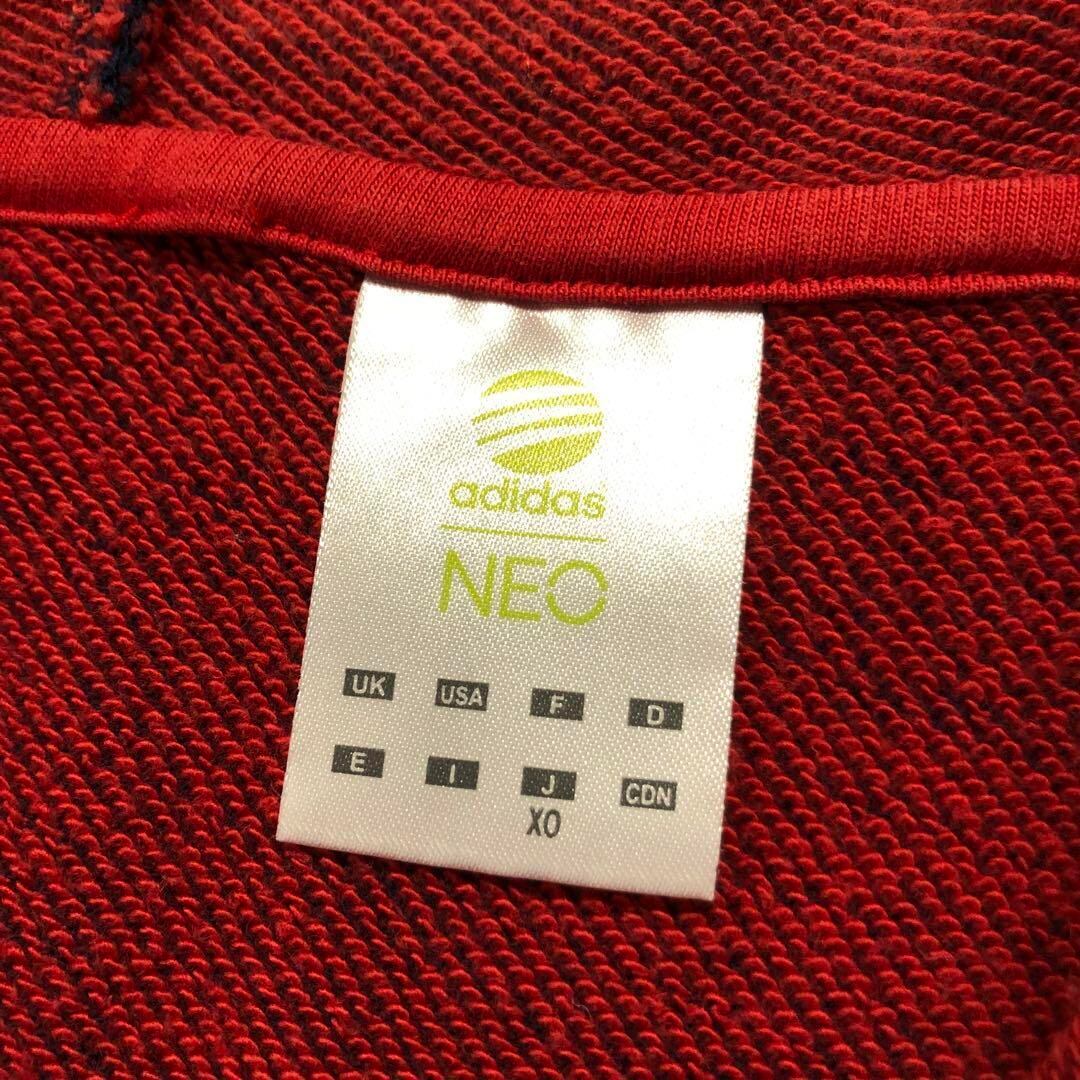 adidas
NEO
UK USA F D
E I J CDN
XO